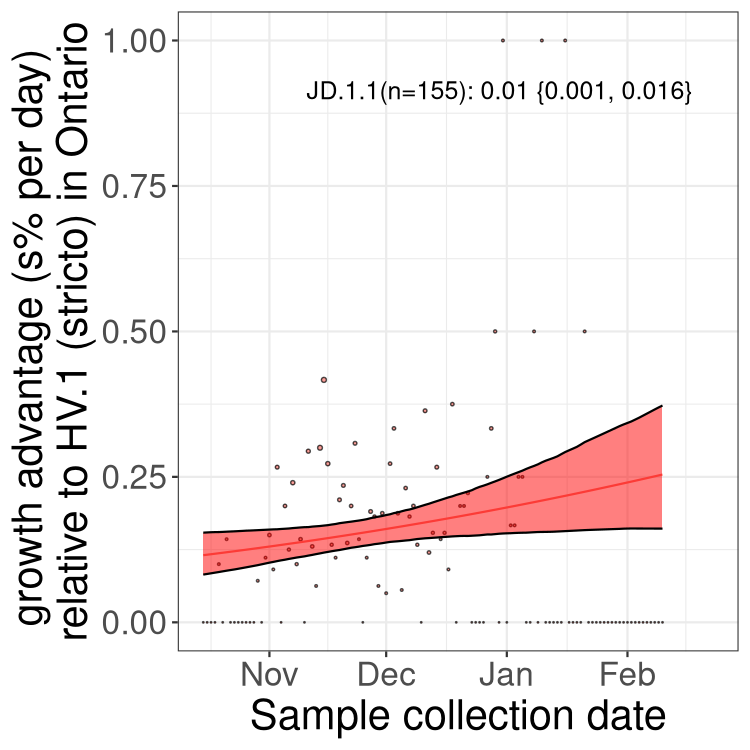 growth advantage (s% per day)
relative to HV.1 (stricto) in Ontario
1.00
0.75
0.50
0.25
0.00
JD.1.1(n=155): 0.01 {0.001, 0.016}
Nov Dec Jan Feb
Sample collection date